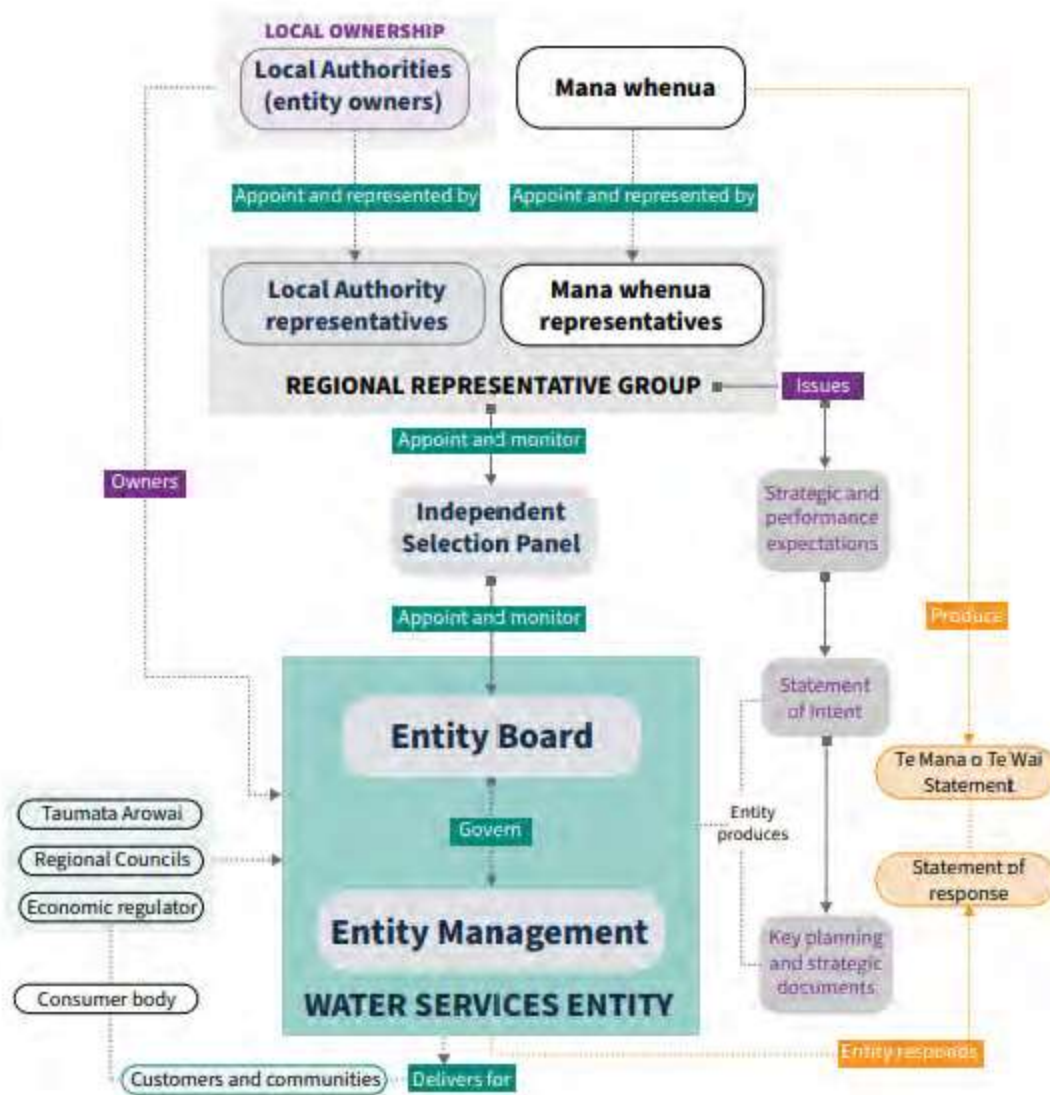 LOCAL OWNERSHIP
Local Authorities
(entity owners)
Mana whenua
Appoint and represented by
Appoint and represented by
Local Authority
representatives
Mana whenua
representatives
REGIONAL REPRESENTATIVE GROUP
Issues
Appoint and monitor
Owners
Independent
Selection Panel
Strategic and
performance
expectations
Appoint and monitor
Produce
Statement
of Intent
Entity Board
Te Mana o Te Wai
Statement
Taumata Arowai
Entity
produces
Govern
Regional Councils
Statement of
response
Economic regulator
Entity Management
Key planning
and strategic
documents
Consumer body
WATER SERVICES ENTITY
Entity responds
Customers and communities
Delivers for